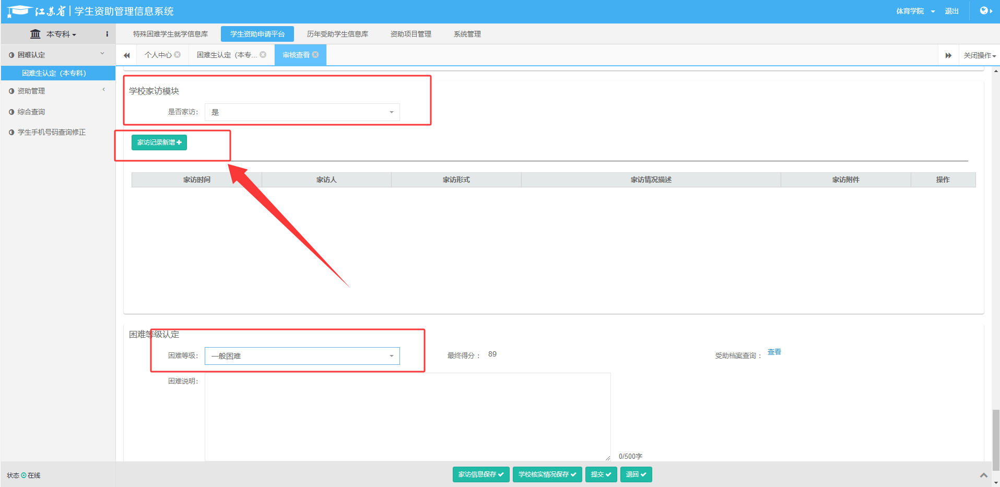 江苏省 | 学生资助管理信息系统
体育学院 退出
本专科
特殊困难学生就学信息库 学生资助申请平台 历年受助学生信息库 资助项目管理 系统管理
困难认定
个人中心 困难生认定（本专... 审核查看 关闭操作
困难生认定（本专科）
资助管理
综合查询
学生手机号码查询修正
学校家访模块
是否家访： 是
家访记录新增
家访时间 家访人 家访形式 家访情况描述 家访附件 操作
困难等级认定
困难等级： 一般困难 最终得分： 89 受助档案查询： 查看
困难说明：
0/500字
状态 在线
家访信息保存 学校核实情况保存 提交 退回